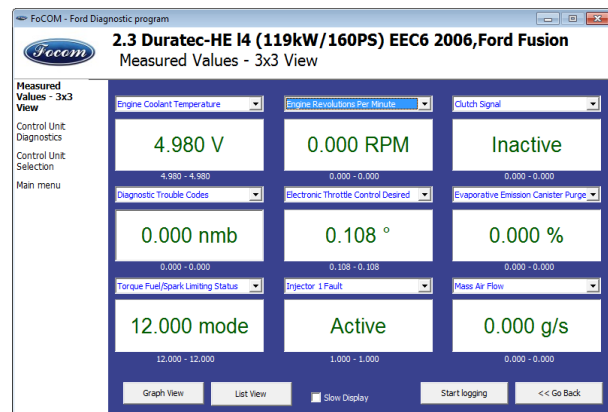 FoCOM - Ford Diagnostic program
Focom
2.3 Duratec-HE I4 (119kW/160PS) EEC6 2006,Ford Fusion
Measured Values - 3x3 View
Measured
Values - 3x3
View
Control Unit
Diagnostics
Control Unit
Selection
Main menu
Engine Coolant Temperature
Engine Revolutions Per Minute
Clutch Signal
4.980 V
0.000 RPM
Inactive
4.980 - 4.980
0.000 - 0.000
0.000 - 0.000
Diagnostic Trouble Codes
Electronic Throttle Control Desired
Evaporative Emission Canister Purge
0.000 nmb
0.108 °
0.000 %
0.000 - 0.000
0.108 - 0.108
0.000 - 0.000
Torque Fuel/Spark Limiting Status
Injector 1 Fault
Mass Air Flow
12.000 mode
Active
0.000 g/s
12.000 - 12.000
1.000 - 1.000
0.000 - 0.000
Graph View
List View
Slow Display
Start logging
<< Go Back